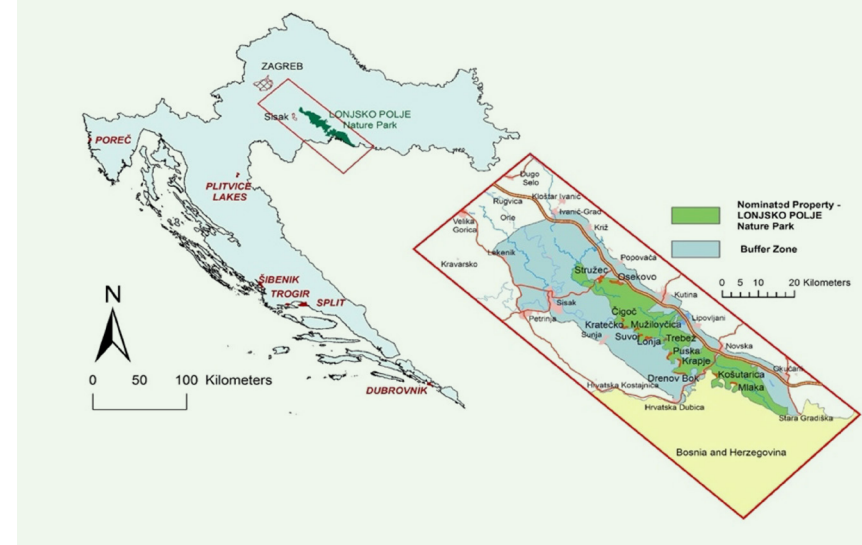 ZAGREB
Sisak
LONJSKO POLJE
Nature Park
POREČ
PLITVICE
LAKES
ŠIBENIK
TROGIR
SPLIT
DUBROVNIK
N
0 50 100 Kilometers
Dugo
Selo
Rugvica
Kloštar Ivanić
Ivanić-Grad
Velika
Gorica
Križ
Kravarsko
Lekenik
Popovača
Stružec
Osekovo
Kutina
Sisak
Petrinja
Čigoč
Lipovljani
Kratečko
Mužilovčica
Sunja
Suvoj
Lonja
Trebež
Novska
Puska
Krapje
Drenov Bok
Košutarica
Mlaka
Hrvatska Kostajnica
Hrvatska Dubica
Stara Gradiška
Bosnia and Herzegovina
Nominated Property -
LONJSKO POLJE
Nature Park
Buffer Zone
0 5 10 20 Kilometers